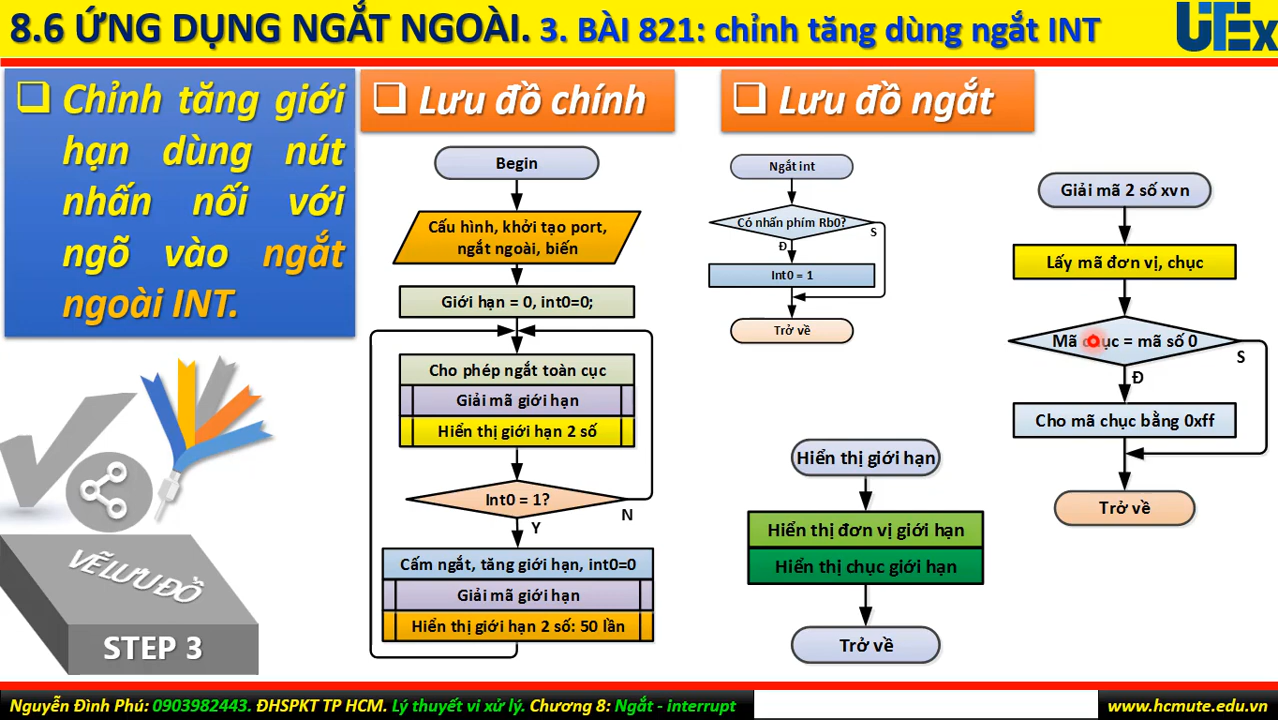 8.6 ỨNG DỤNG NGẮT NGOÀI. 3. BÀI 821: chỉnh tăng dùng ngắt INT
UTEx
Chỉnh tăng giới
hạn dùng nút
nhấn nối với
ngõ vào ngắt
ngoài INT.
VẼ LƯU ĐỒ
STEP 3
Lưu đồ chính
Begin
Cấu hình, khởi tạo port,
ngắt ngoài, biến
Giới hạn = 0, int0=0;
Cho phép ngắt toàn cục
Giải mã giới hạn
Hiển thị giới hạn 2 số
Int0 = 1?
N
Y
Cấm ngắt, tăng giới hạn, int0=0
Giải mã giới hạn
Hiển thị giới hạn 2 số: 50 lần
Lưu đồ ngắt
Ngắt int
Có nhấn phím Rb0?
S
Đ
Int0 = 1
Trở về
Hiển thị giới hạn
Hiển thị đơn vị giới hạn
Hiển thị chục giới hạn
Trở về
Giải mã 2 số xvn
Lấy mã đơn vị, chục
Mã chục = mã số 0
S
Đ
Cho mã chục bằng 0xff
Trở về
Nguyễn Đình Phú: 0903982443. ĐHSPKT TP HCM. Lý thuyết vi xử lý. Chương 8: Ngắt - interrupt
www.hcmute.edu.vn